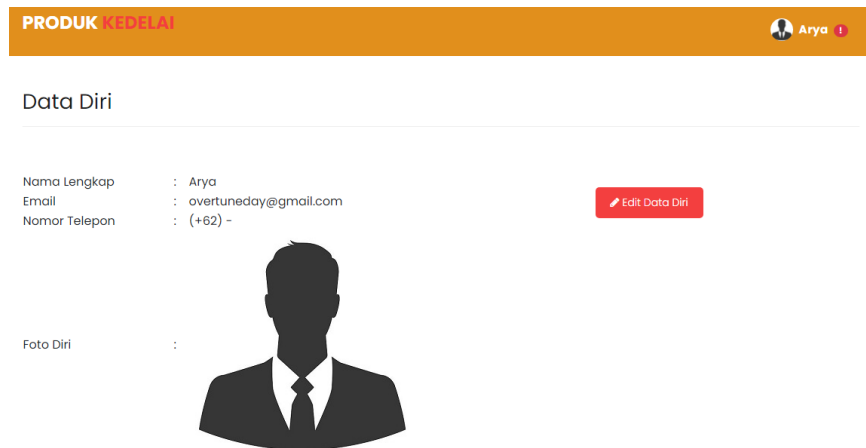 PRODUK KEDELAI
Arya !
Data Diri
Nama Lengkap : Arya
Email : overtuneday@gmail.com
Nomor Telepon : (+62) -
Edit Data Diri
Foto Diri :